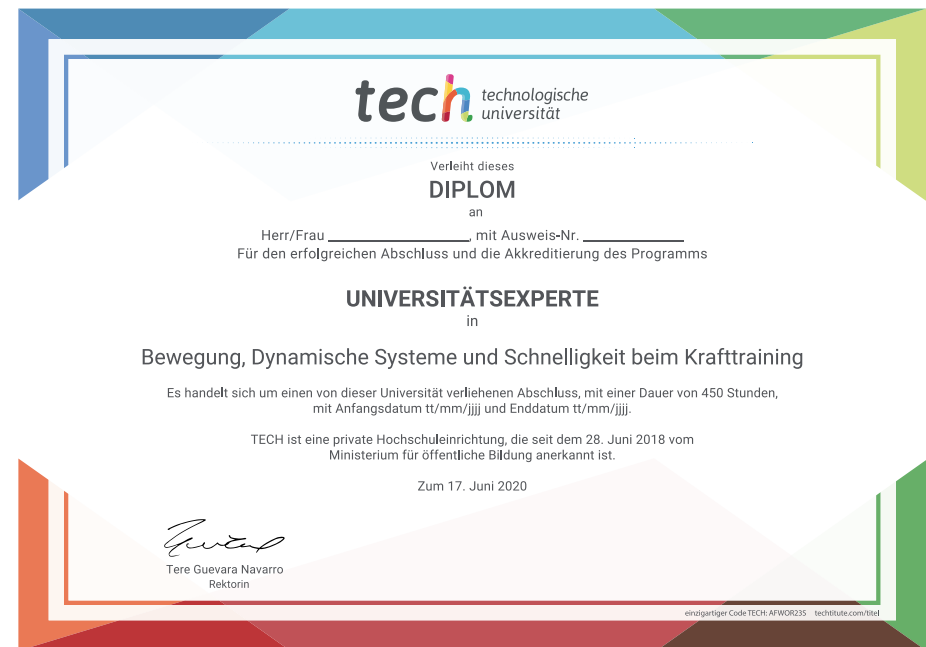 tech technologische
universität
Verleiht dieses
DIPLOM
an
Herr/Frau ____________________, mit Ausweis-Nr. ______________
Für den erfolgreichen Abschluss und die Akkreditierung des Programms
UNIVERSITÄTSEXPERTE
in
Bewegung, Dynamische Systeme und Schnelligkeit beim Krafttraining
Es handelt sich um einen von dieser Universität verliehenen Abschluss, mit einer Dauer von 450 Stunden,
mit Anfangsdatum tt/mm/jjjj und Enddatum tt/mm/jjjj.
TECH ist eine private Hochschuleinrichtung, die seit dem 28. Juni 2018 vom
Ministerium für öffentliche Bildung anerkannt ist.
Zum 17. Juni 2020
Tere Guevara Navarro
Rektorin
einzigartiger Code TECH: AFWOR23S techtitute.com/titel